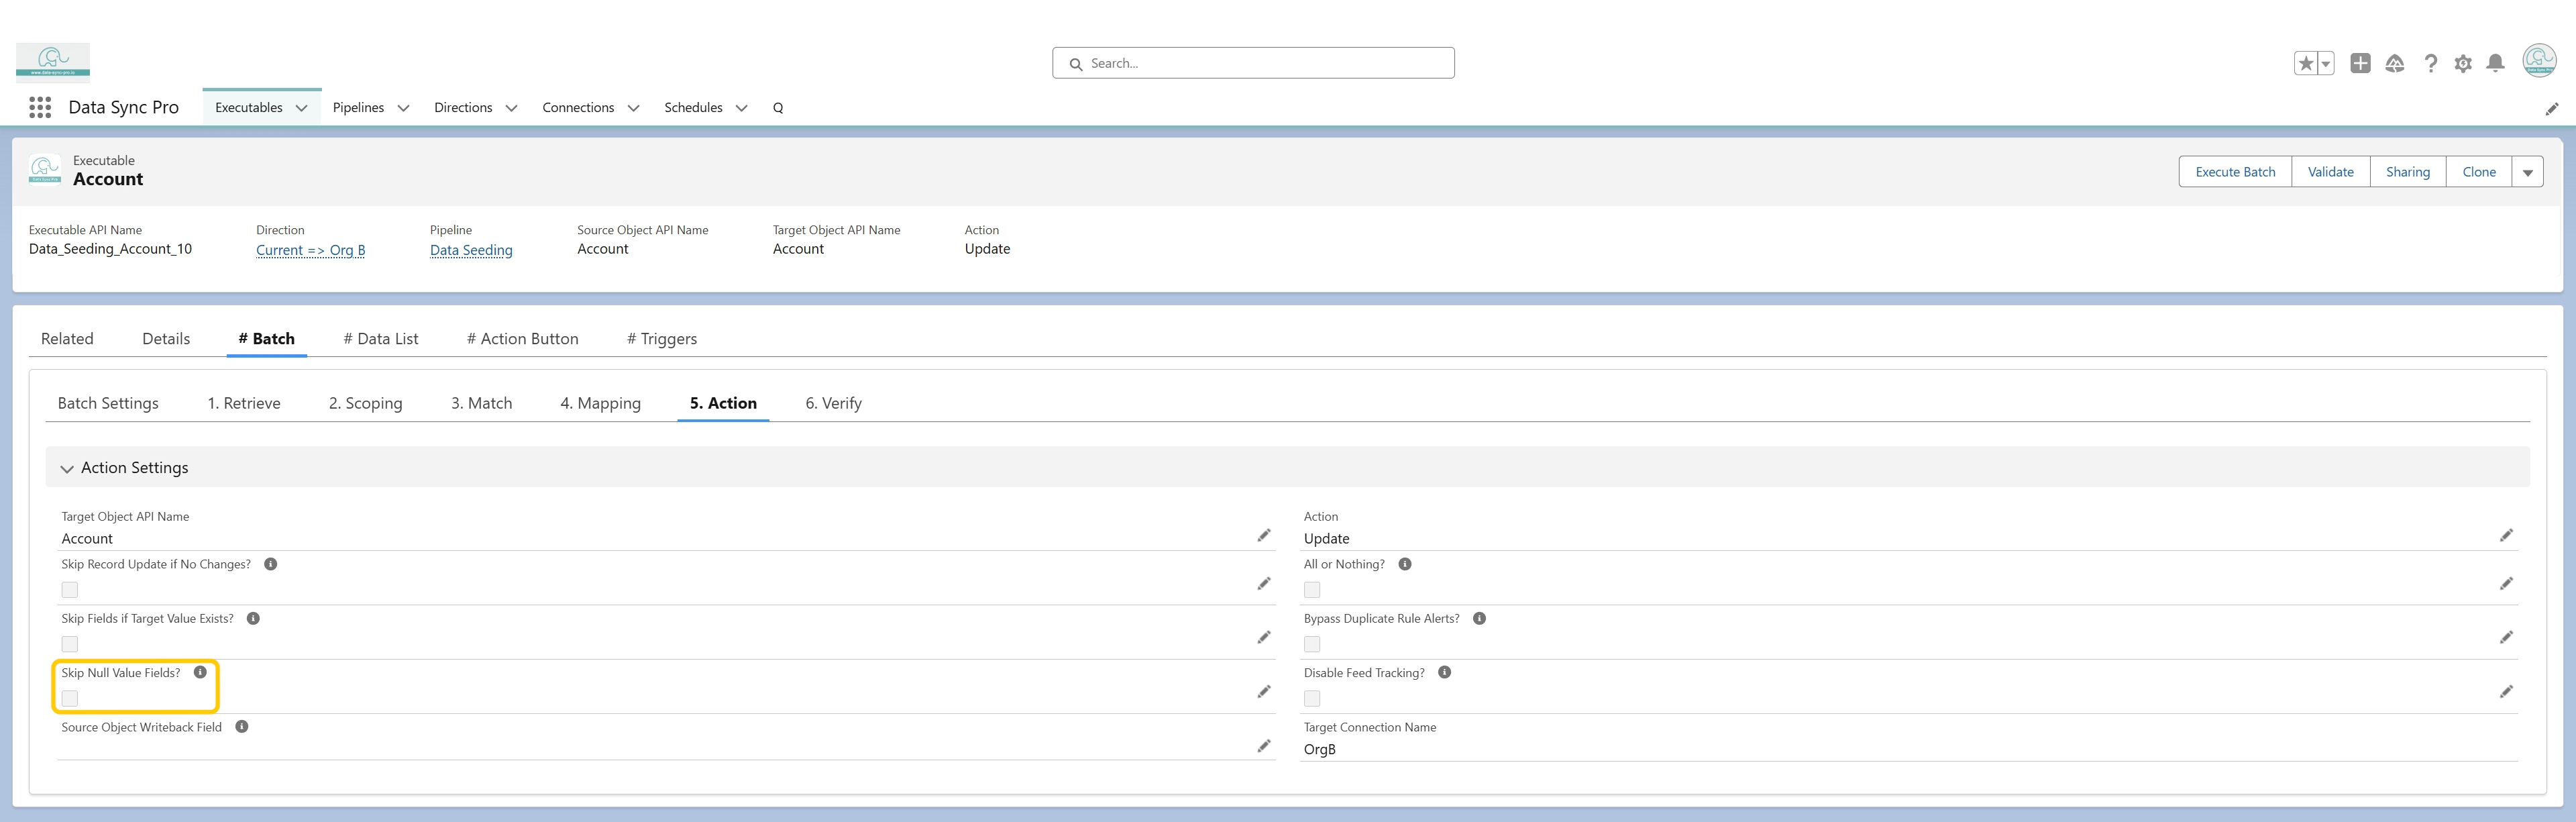 www.data-sync-pro.io
Search...
Data Sync Pro
Executables
Pipelines
Directions
Connections
Schedules
Q
Executable
Account
Execute Batch
Validate
Sharing
Clone
Executable API Name
Direction
Pipeline
Source Object API Name
Target Object API Name
Action
Data_Seeding_Account_10
Current => Org B
Data Seeding
Account
Account
Update
Related
Details
# Batch
# Data List
# Action Button
# Triggers
Batch Settings
1. Retrieve
2. Scoping
3. Match
4. Mapping
5. Action
6. Verify
Action Settings
Target Object API Name
Account
Action
Update
Skip Record Update if No Changes?
All or Nothing?
Skip Fields if Target Value Exists?
Bypass Duplicate Rule Alerts?
Skip Null Value Fields?
Disable Feed Tracking?
Source Object Writeback Field
Target Connection Name
OrgB